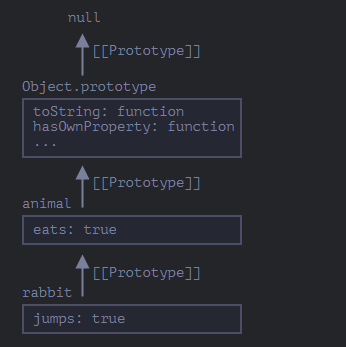 null
[[Prototype]]
Object.prototype
toString: function
hasOwnProperty: function
...
[[Prototype]]
animal
eats: true
[[Prototype]]
rabbit
jumps: true